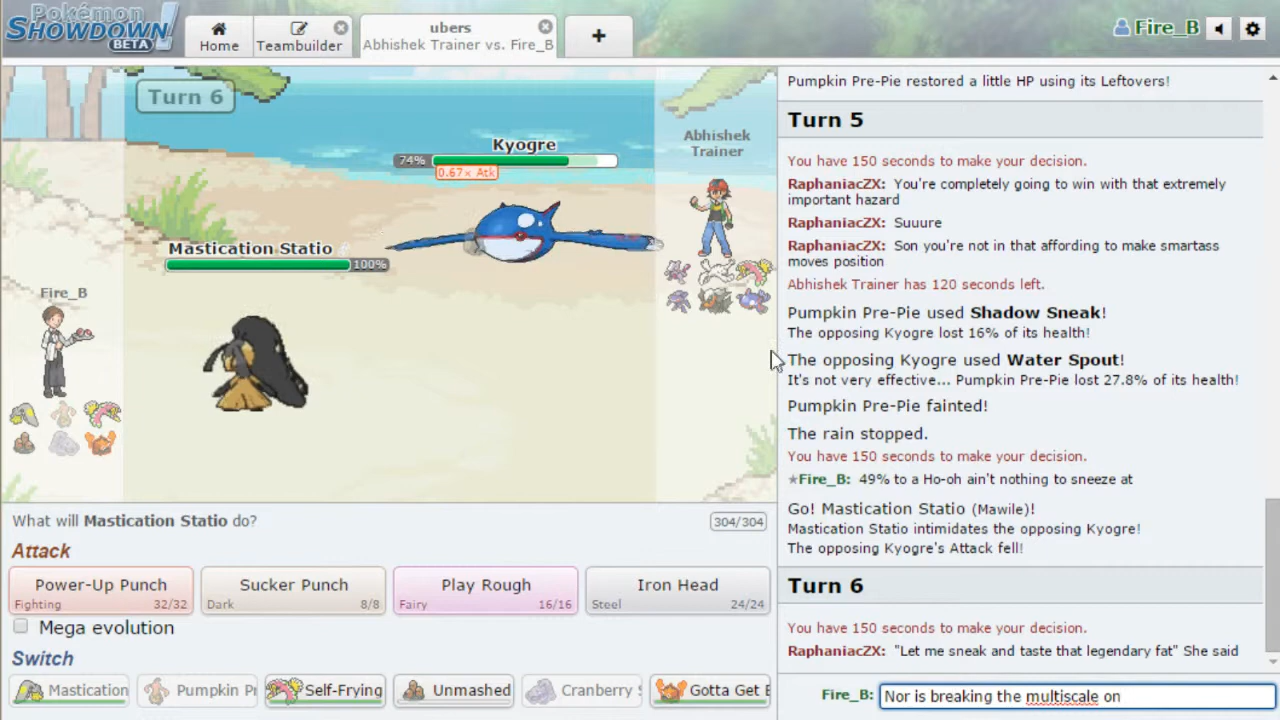 Pokémon
SHOWDOWN!
BETA
Home
Teambuilder
ubers
Abhishek Trainer vs. Fire_B
+
Fire_B
Turn 6
Kyogre
74%
0.67× Atk
Mastication Statio
100%
Abhishek
Trainer
Fire_B
What will Mastication Statio do?
304/304
Attack
Power-Up Punch
Fighting 32/32
Sucker Punch
Dark 8/8
Play Rough
Fairy 16/16
Iron Head
Steel 24/24
Mega evolution
Switch
Mastication
Pumpkin Pr
Self-Frying
Unmashed
Cranberry S
Gotta Get B
Pumpkin Pre-Pie restored a little HP using its Leftovers!
Turn 5
You have 150 seconds to make your decision.
RaphaniacZX: You're completely going to win with that extremely
important hazard
RaphaniacZX: Suuure
RaphaniacZX: Son you're not in that affording to make smartass
moves position
Abhishek Trainer has 120 seconds left.
Pumpkin Pre-Pie used Shadow Sneak!
The opposing Kyogre lost 16% of its health!
The opposing Kyogre used Water Spout!
It's not very effective... Pumpkin Pre-Pie lost 27.8% of its health!
Pumpkin Pre-Pie fainted!
The rain stopped.
You have 150 seconds to make your decision.
★Fire_B: 49% to a Ho-oh ain't nothing to sneeze at
Go! Mastication Statio (Mawile)!
Mastication Statio intimidates the opposing Kyogre!
The opposing Kyogre's Attack fell!
Turn 6
You have 150 seconds to make your decision.
RaphaniacZX: "Let me sneak and taste that legendary fat" She said
Fire_B: Nor is breaking the multiscale on